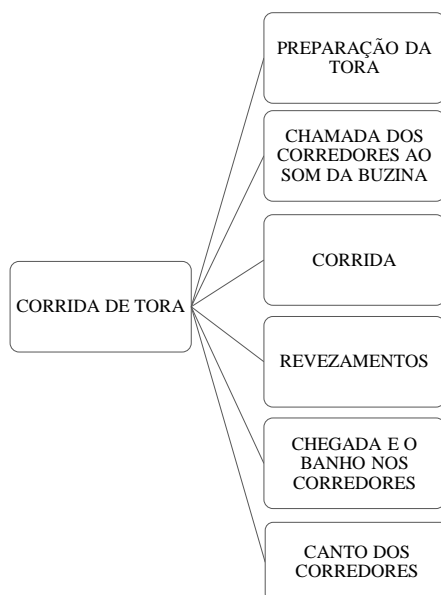 PREPARAÇÃO DA
TORA
CHAMADA DOS
CORREDORES AO
SOM DA BUZINA
CORRIDA DE TORA
CORRIDA
REVEZAMENTOS
CHEGADA E O
BANHO NOS
CORREDORES
CANTO DOS
CORREDORES